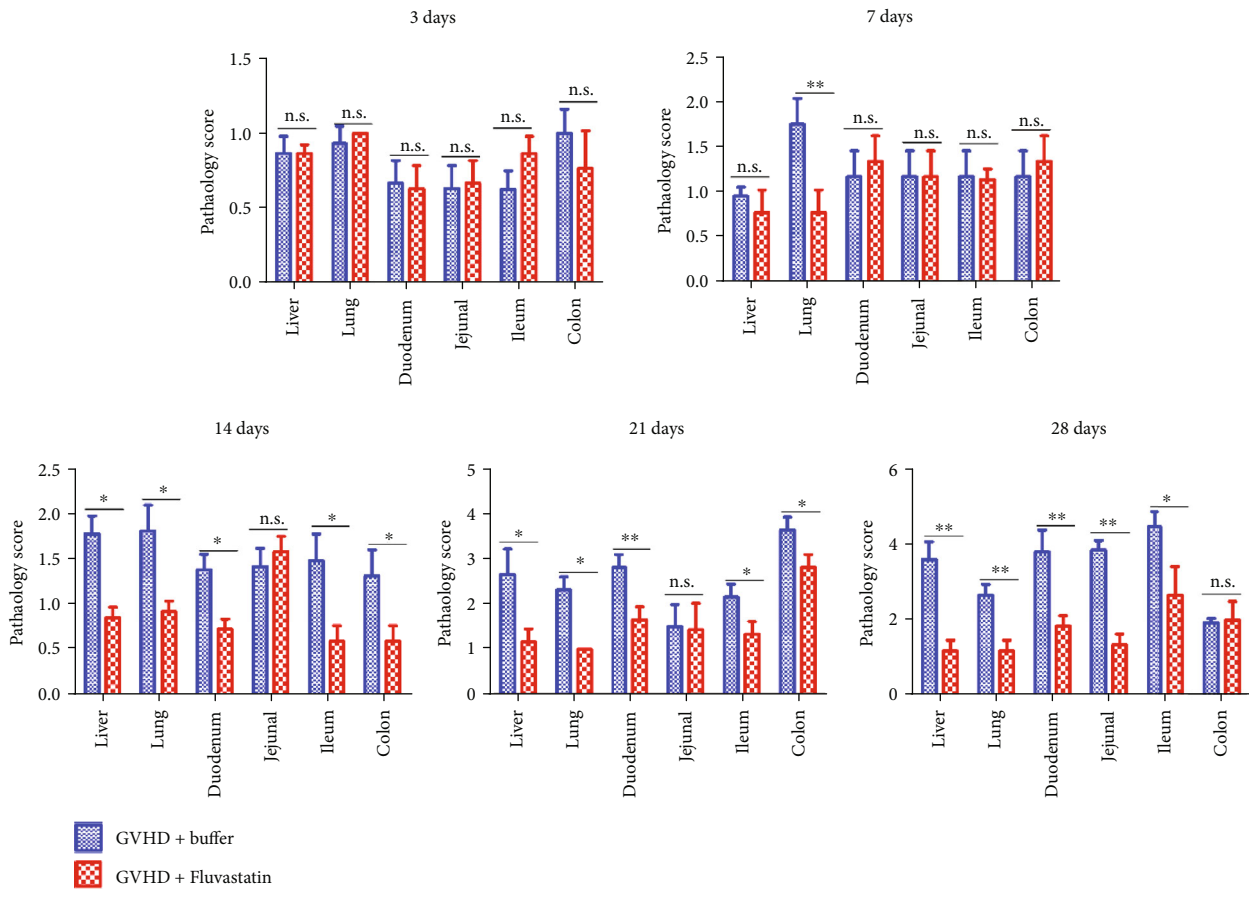 3 days
Pathaology score
1.5
1.0
0.5
0.0
n.s.
n.s.
n.s.
n.s.
n.s.
n.s.
Liver
Lung
Duodenum
Jejunal
Ileum
Colon
7 days
Pathaology score
2.5
2.0
1.5
1.0
0.5
0.0
n.s.
**
n.s.
n.s.
n.s.
n.s.
Liver
Lung
Duodenum
Jejunal
Ileum
Colon
14 days
Pathaology score
2.5
2.0
1.5
1.0
0.5
0.0
*
*
*
n.s.
*
*
Liver
Lung
Duodenum
Jejunal
Ileum
Colon
21 days
Pathaology score
5
4
3
2
1
0
*
*
**
n.s.
*
*
Liver
Lung
Duodenum
Jejunal
Ileum
Colon
28 days
Pathaology score
6
4
2
0
**
**
**
**
*
n.s.
Liver
Lung
Duodenum
Jejunal
Ileum
Colon
GVHD + buffer
GVHD + Fluvastatin